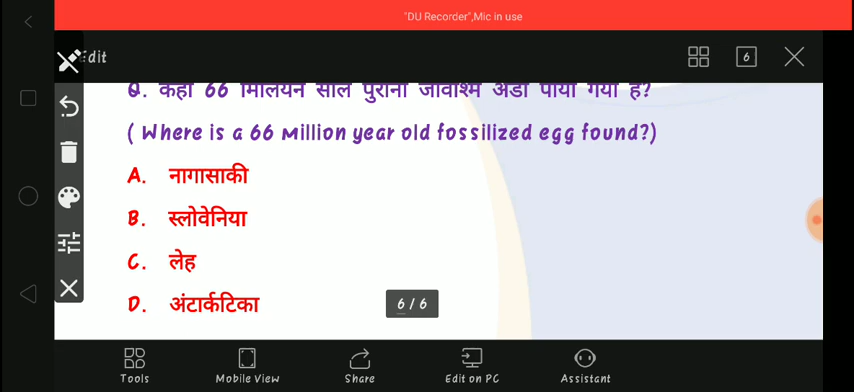 "DU Recorder",Mic in use
Edit
6
Q. कहाँ 66 मिलियन साल पुराना जीवाश्म अंडा पाया गया है?
( Where is a 66 Million year old fossilized egg found?)
A. नागासाकी
B. स्लोवेनिया
C. लेह
D. अंटार्कटिका
6 / 6
Tools
Mobile View
Share
Edit on PC
Assistant